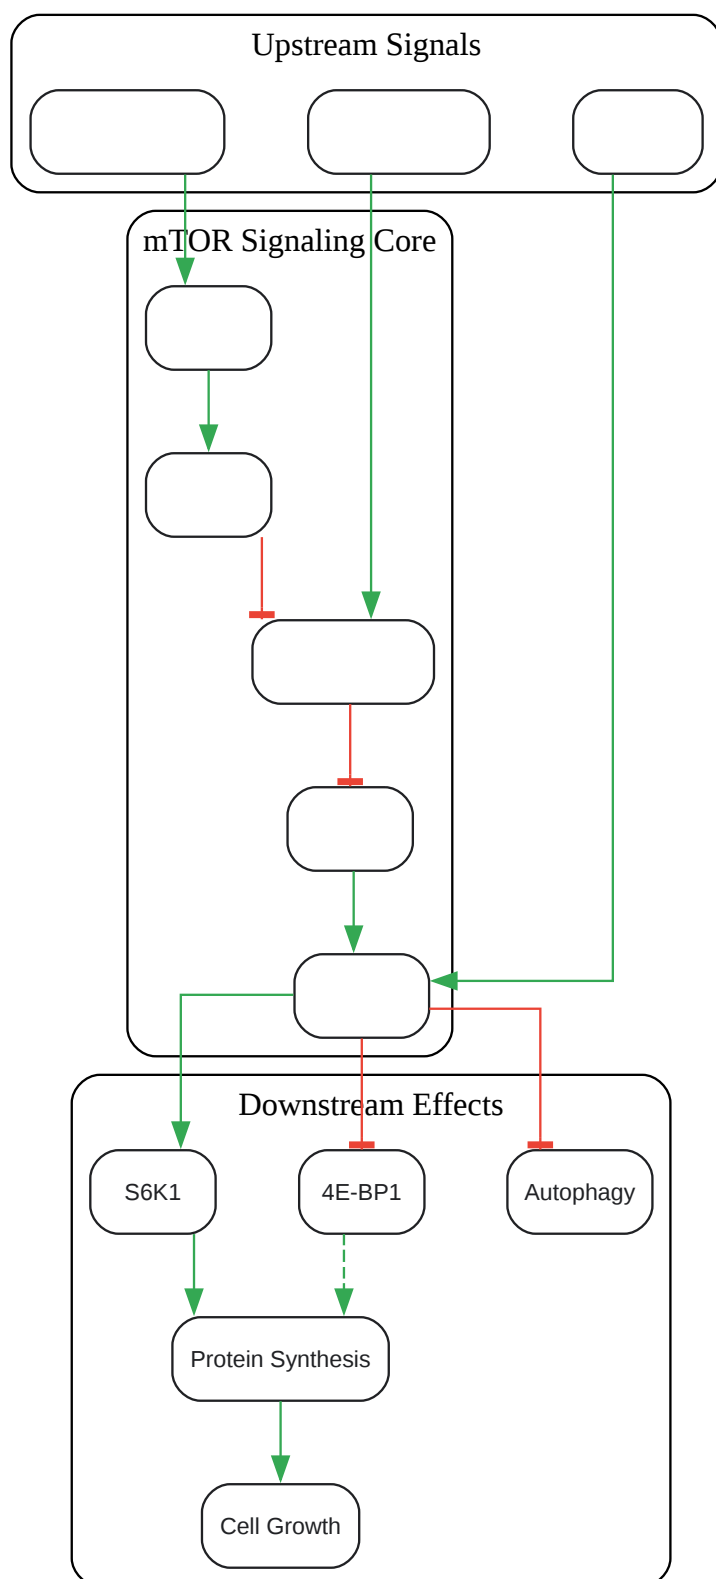 Upstream Signals
mTOR Signaling Core
Downstream Effects
S6K1
4E-BP1
Autophagy
Protein Synthesis
Cell Growth